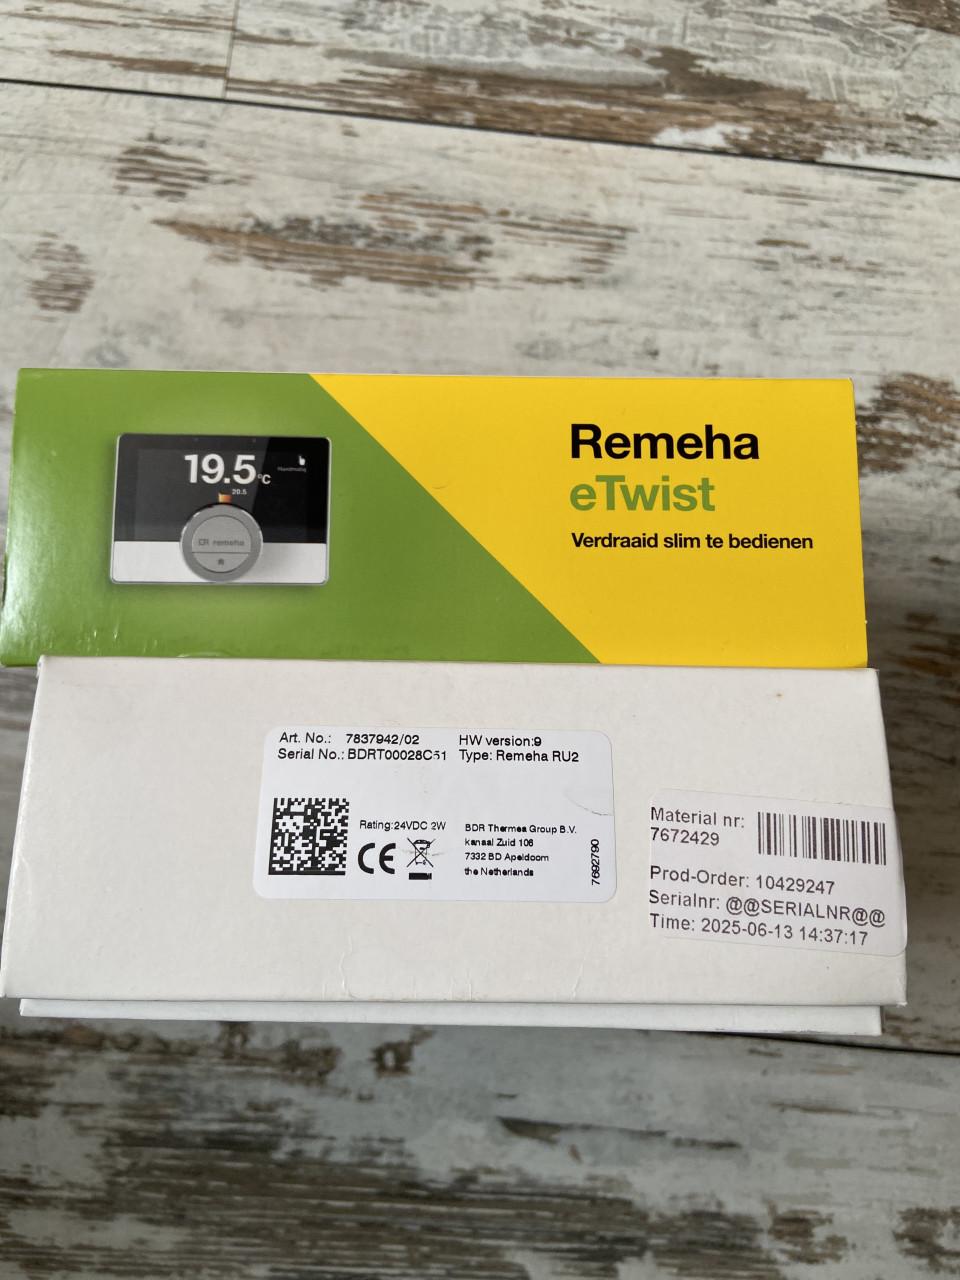 19.5°C
Handmatig
20.5
remeha
Remeha
eTwist
Verdraaid slim te bedienen
Art. No.: 7837942/02 HW version:9
Serial No.: BDRT00028C51 Type: Remeha RU2
Rating:24VDC 2W
BDR Thermea Group B.V.
kanaal Zuid 106
7332 BD Apeldoorn
the Netherlands
7692790
Material nr:
7672429
Prod-Order: 10429247
Serialnr: @@SERIALNR@@
Time: 2025-06-13 14:37:17